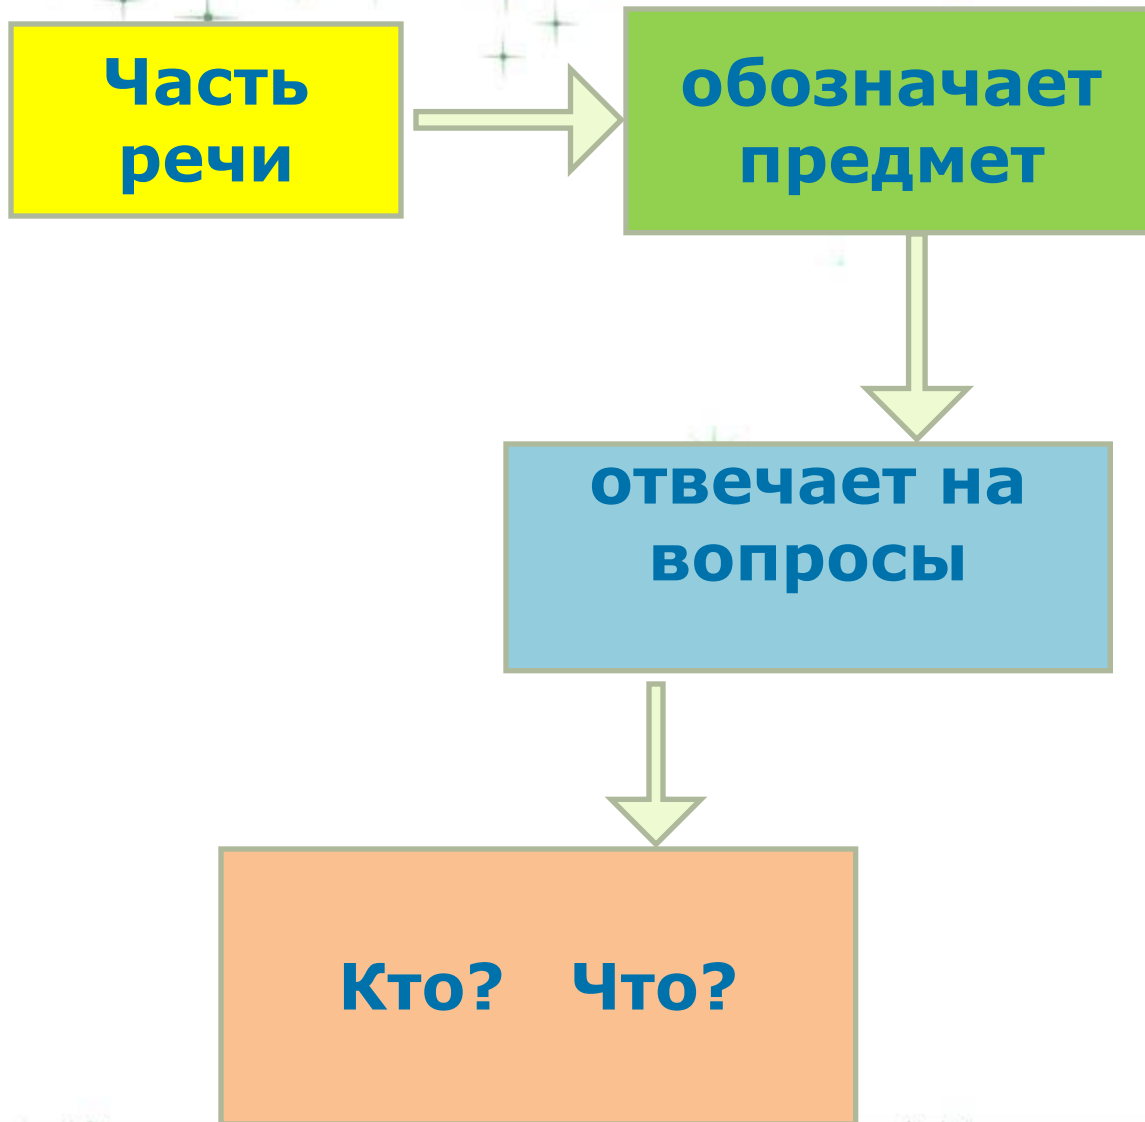 Часть
речи
обозначает
предмет
отвечает на
вопросы
Кто? Что?